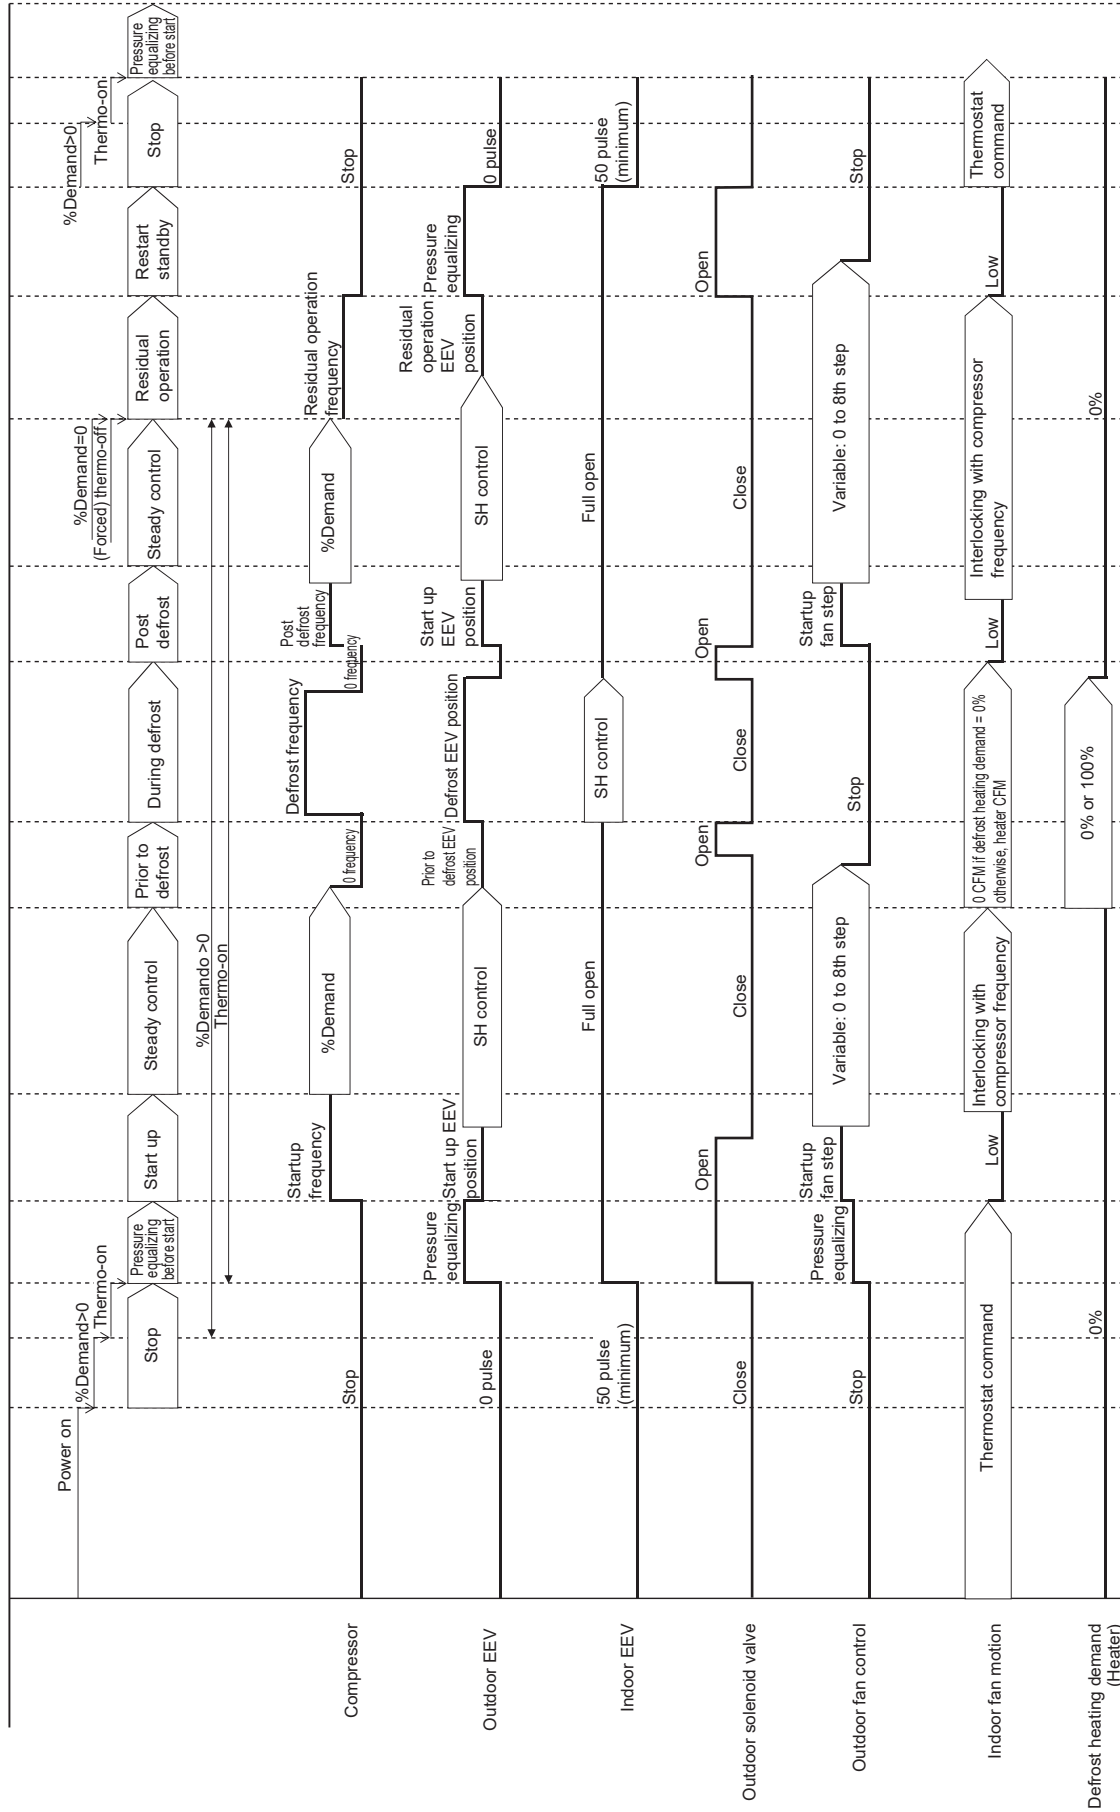 Power on
%Demand>0
Thermo-on
%Demand=0
(Forced) thermo-off
%Demand>0
Thermo-on
Stop
Pressure
equalizing
before start
Start up
Steady control
Prior to
defrost
During defrost
Post
defrost
Steady control
Residual
operation
Restart
standby
Stop
Pressure
equalizing
before start
%Demando >0
Thermo-on
Compressor
Stop
Startup
frequency
%Demand
0 frequency
Defrost frequency
0 frequency
Post
defrost
frequency
%Demand
Residual operation
frequency
Stop
Outdoor EEV
0 pulse
Pressure
equalizing
Start up EEV
position
SH control
Prior to
defrost EEV
position
Defrost EEV position
Start up
EEV
position
SH control
Residual
operation
EEV
position
Pressure
equalizing
0 pulse
Indoor EEV
50 pulse
(minimum)
Full open
SH control
Full open
50 pulse
(minimum)
Outdoor solenoid valve
Close
Open
Close
Open
Close
Open
Close
Open
Outdoor fan control
Stop
Pressure
equalizing
Startup
fan step
Variable: 0 to 8th step
Stop
Startup
fan step
Variable: 0 to 8th step
Stop
Indoor fan motion
Thermostat command
Low
Interlocking with
compressor frequency
0 CFM if defrost heating demand = 0%
otherwise, heater CFM
Low
Interlocking with compressor
frequency
Low
Thermostat
command
Defrost heating demand
(Heater)
0%
0% or 100%
0%